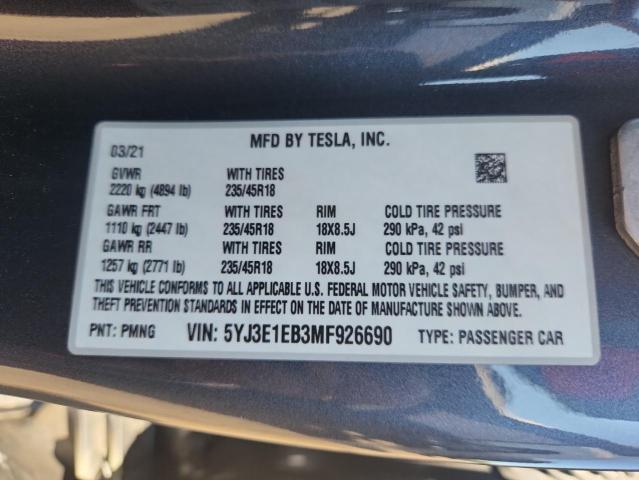 MFD BY TESLA, INC.
03/21
GVWR WITH TIRES
2220 kg (4894 lb) 235/45R18
GAWR FRT WITH TIRES RIM COLD TIRE PRESSURE
1110 kg (2447 lb) 235/45R18 18X8.5J 290 kPa, 42 psi
GAWR RR WITH TIRES RIM COLD TIRE PRESSURE
1257 kg (2771 lb) 235/45R18 18X8.5J 290 kPa, 42 psi
THIS VEHICLE CONFORMS TO ALL APPLICABLE U.S. FEDERAL MOTOR VEHICLE SAFETY, BUMPER, AND
THEFT PREVENTION STANDARDS IN EFFECT ON THE DATE OF MANUFACTURE SHOWN ABOVE.
PNT: PMNG VIN: 5YJ3E1EB3MF926690 TYPE: PASSENGER CAR